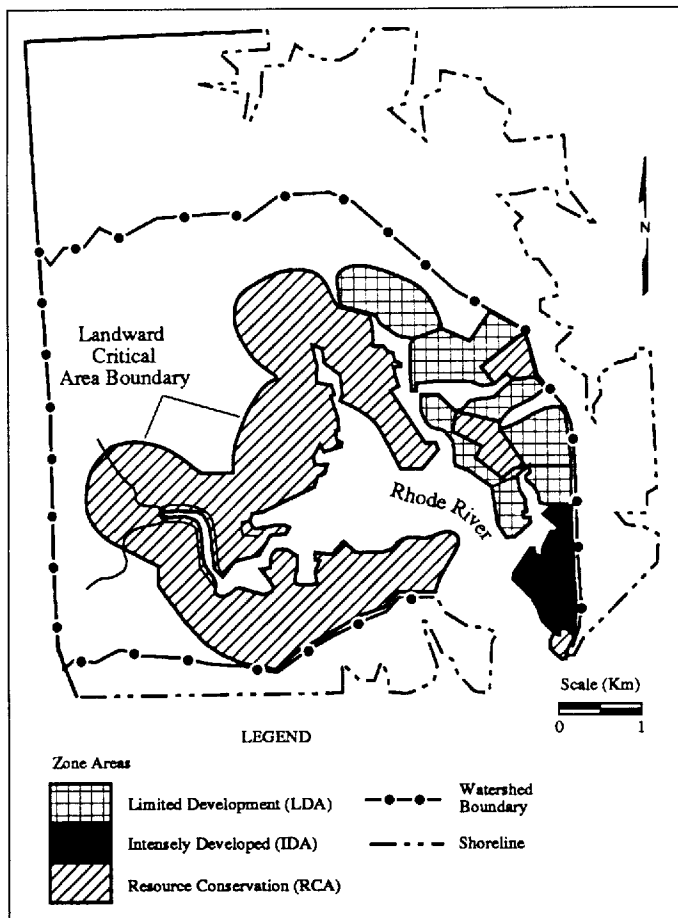 N
Landward
Critical
Area Boundary
Rhode River
Scale (Km)
0 1
LEGEND
Zone Areas
Limited Development (LDA)
Intensely Developed (IDA)
Resource Conservation (RCA)
Watershed
Boundary
Shoreline